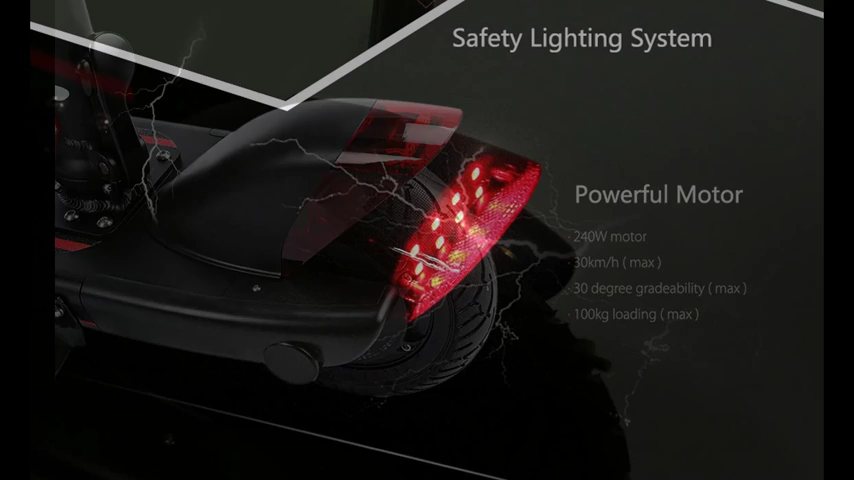 Safety Lighting System
Powerful Motor
· 240W motor
· 30km/h ( max )
· 30 degree gradeability ( max )
· 100kg loading ( max )